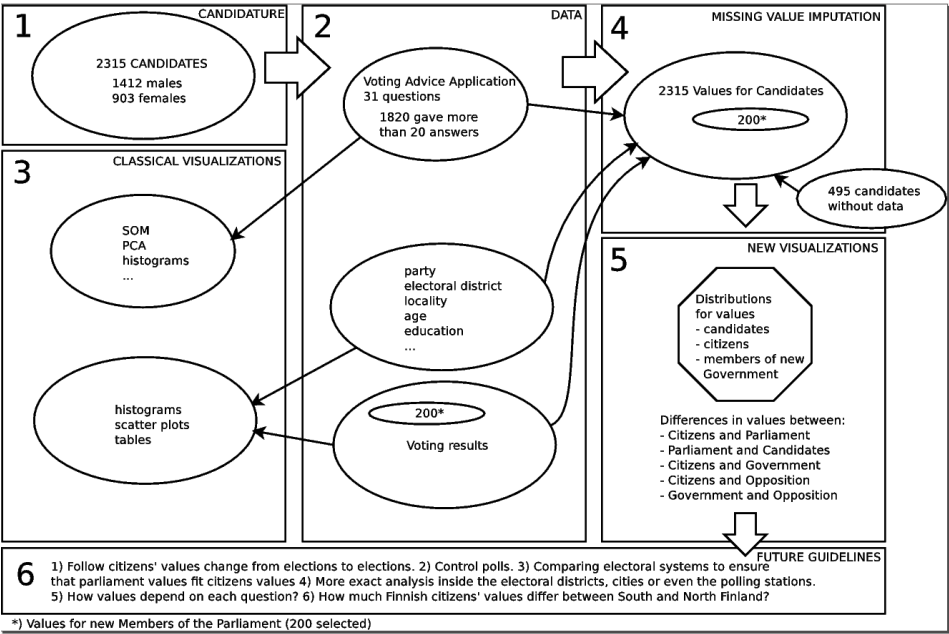 1
CANDIDATURE
2315 CANDIDATES
1412 males
903 females
2
DATA
Voting Advice Application
31 questions
1820 gave more
than 20 answers
party
electoral district
locality
age
education
...
200*
Voting results
3
CLASSICAL VISUALIZATIONS
SOM
PCA
histograms
...
histograms
scatter plots
tables
4
MISSING VALUE IMPUTATION
2315 Values for Candidates
200*
495 candidates
without data
5
NEW VISUALIZATIONS
Distributions
for values
- candidates
- citizens
- members of new
Government
Differences in values between:
- Citizens and Parliament
- Parliament and Candidates
- Citizens and Government
- Citizens and Opposition
- Government and Opposition
6
FUTURE GUIDELINES
1) Follow citizens' values change from elections to elections. 2) Control polls. 3) Comparing electoral systems to ensure
that parliament values fit citizens values 4) More exact analysis inside the electoral districts, cities or even the polling stations.
5) How values depend on each question? 6) How much Finnish citizens' values differ between South and North Finland?
*) Values for new Members of the Parliament (200 selected)